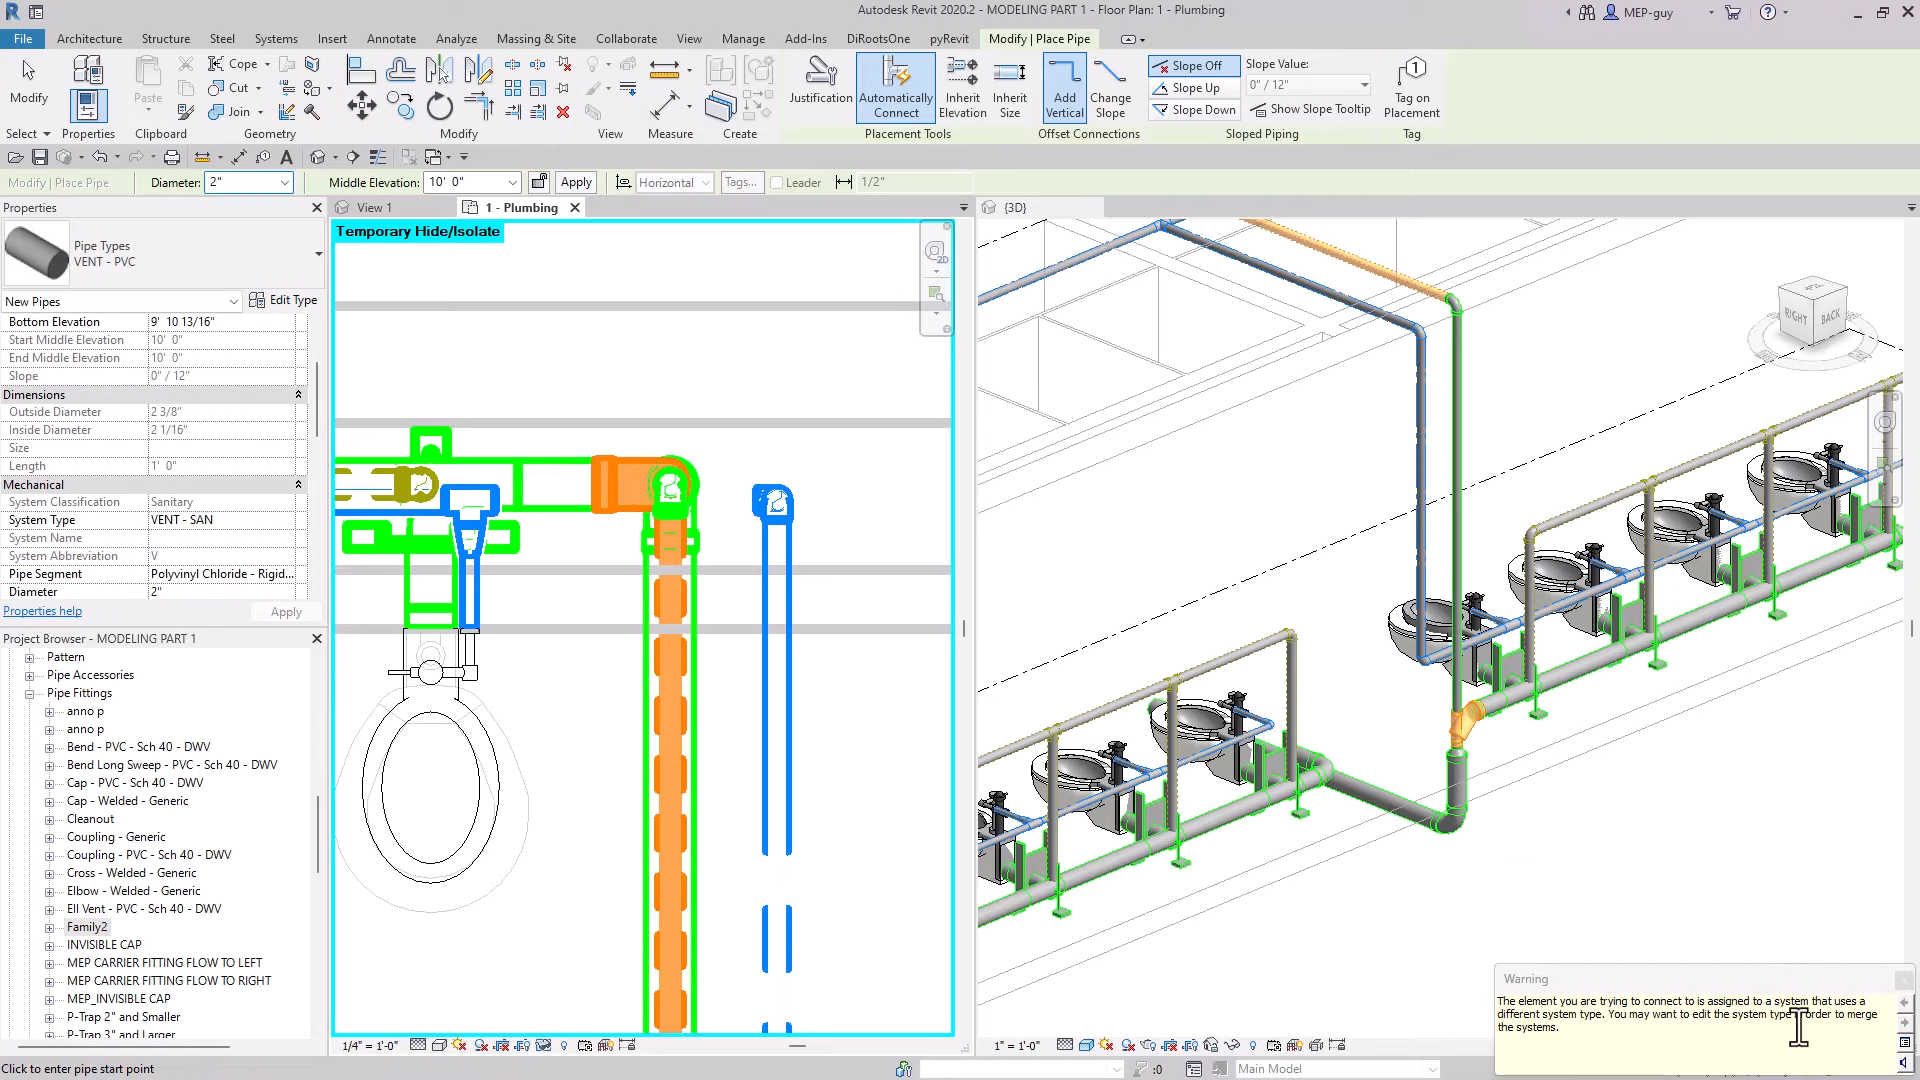 Autodesk Revit 2020.2 - MODELING PART 1 - Floor Plan: 1 - Plumbing
MEP-guy
File Architecture Structure Steel Systems Insert Annotate Analyze Massing & Site Collaborate View Manage Add-Ins DiRootsOne pyRevit Modify | Place Pipe
Cope
Cut
Join
Modify
Paste
Justification
Automatically Connect
Inherit Elevation
Inherit Size
Add Vertical
Change Slope
Slope Off
Slope Up
Slope Down
Slope Value:
0" / 12"
Show Slope Tooltip
Tag on Placement
Select Properties Clipboard Geometry Modify View Measure Create Placement Tools Offset Connections Sloped Piping Tag
Modify | Place Pipe Diameter: 2" Middle Elevation: 10' 0" Apply Horizontal Tags... Leader 1/2"
Properties
View 1
1 - Plumbing
{3D}
Temporary Hide/Isolate
Pipe Types
VENT - PVC
New Pipes Edit Type
Bottom Elevation 9' 10 13/16"
Start Middle Elevation 10' 0"
End Middle Elevation 10' 0"
Slope 0" / 12"
Dimensions
Outside Diameter 2 3/8"
Inside Diameter 2 1/16"
Size
Length 1' 0"
Mechanical
System Classification Sanitary
System Type VENT - SAN
System Name
System Abbreviation V
Pipe Segment Polyvinyl Chloride - Rigid...
Diameter 2"
Properties help Apply
Project Browser - MODELING PART 1
Pattern
Pipe Accessories
Pipe Fittings
anno p
anno p
Bend - PVC - Sch 40 - DWV
Bend Long Sweep - PVC - Sch 40 - DWV
Cap - PVC - Sch 40 - DWV
Cap - Welded - Generic
Cleanout
Coupling - Generic
Coupling - PVC - Sch 40 - DWV
Cross - Welded - Generic
Elbow - Welded - Generic
Ell Vent - PVC - Sch 40 - DWV
Family2
INVISIBLE CAP
MEP CARRIER FITTING FLOW TO LEFT
MEP CARRIER FITTING FLOW TO RIGHT
MEP_INVISIBLE CAP
P-Trap 2" and Smaller
P-Trap 3" and Larger
RIGHT
BACK
Warning
The element you are trying to connect to is assigned to a system that uses a
different system type. You may want to edit the system type order to merge
the systems.
1/4" = 1'-0"
1" = 1'-0"
Click to enter pipe start point
:0
Main Model